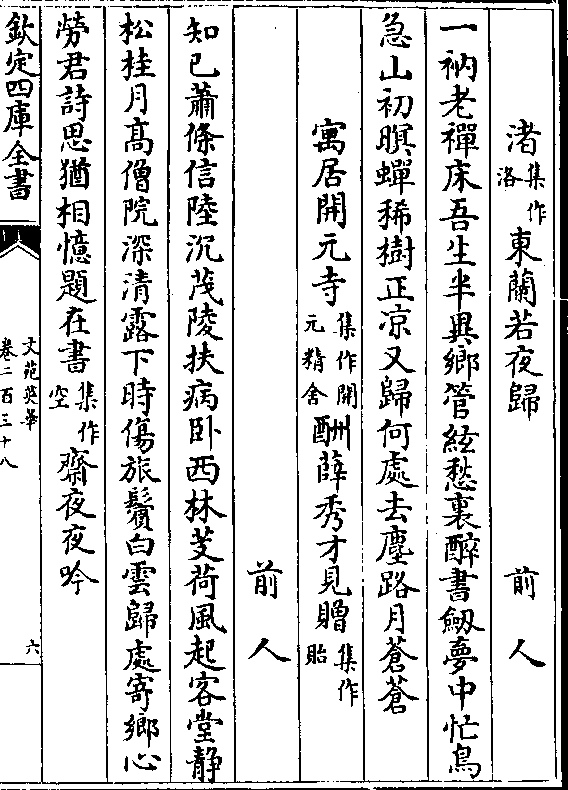 渚集作洛東蘭若夜歸　前人
一衲老禪床吾生半異鄉管絃愁裏醉書劒夢中忙鳥
急山初暝蟬稀樹正凉又歸何處去塵路月蒼蒼
寓居開元寺集作開元精舍酬薛秀才見贈集作貽
前人
知已蕭條信陸沉茂陵扶病卧西林芰荷風起客堂静
松桂月髙僧院深清露下時傷旅鬢白雲歸處寄鄉心
勞君詩思猶相憶題在書集作空齋夜夜吟
欽定四庫全書
文苑英華
卷二百三十八
六